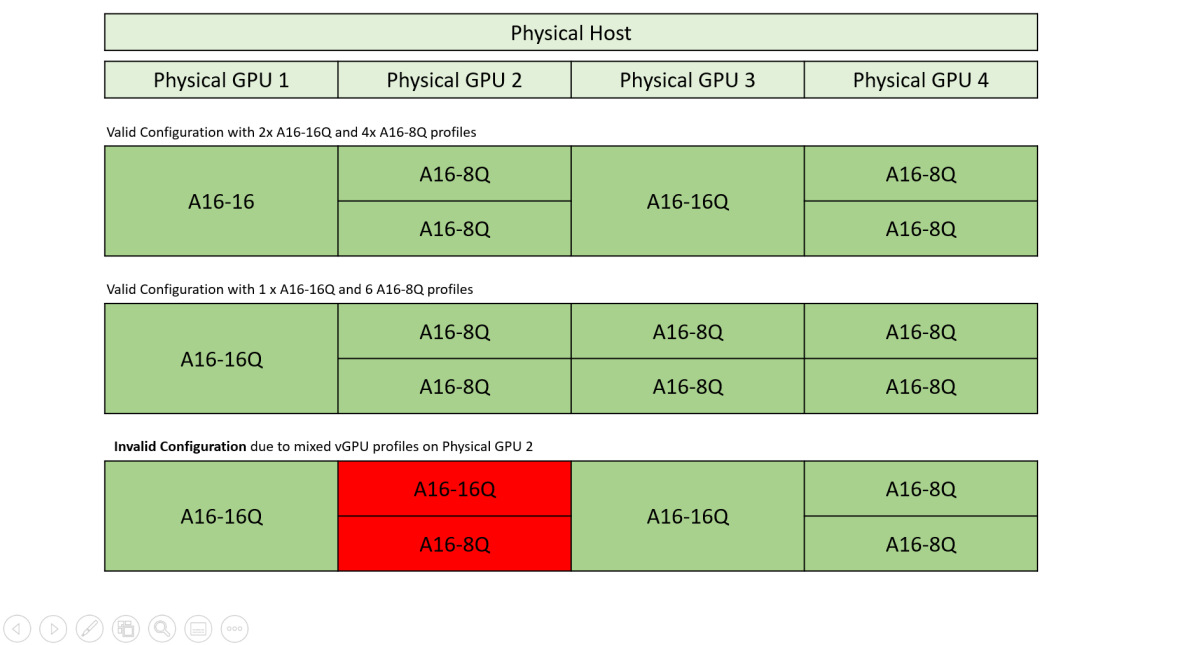 Physical Host
Physical GPU 1 Physical GPU 2 Physical GPU 3 Physical GPU 4
Valid Configuration with 2x A16-16Q and 4x A16-8Q profiles
A16-16
A16-8Q
A16-8Q
A16-16Q
A16-8Q
A16-8Q
Valid Configuration with 1 x A16-16Q and 6 A16-8Q profiles
A16-16Q
A16-8Q
A16-8Q
A16-8Q
A16-8Q
A16-8Q
A16-8Q
Invalid Configuration due to mixed vGPU profiles on Physical GPU 2
A16-16Q
A16-16Q
A16-8Q
A16-16Q
A16-8Q
A16-8Q